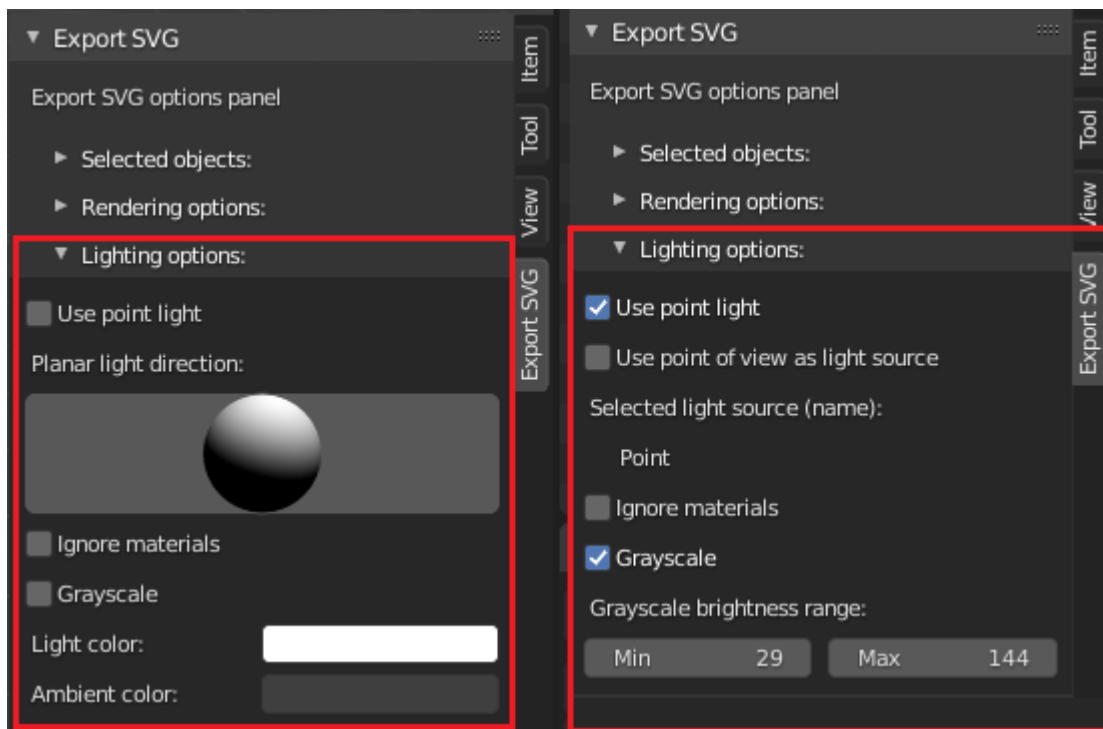 Export SVG
Export SVG options panel
Selected objects:
Rendering options:
Lighting options:
Use point light
Planar light direction:
Ignore materials
Grayscale
Light color:
Ambient color:
Item
Tool
View
Export SVG
Export SVG
Export SVG options panel
Selected objects:
Rendering options:
Lighting options:
Use point light
Use point of view as light source
Selected light source (name):
Point
Ignore materials
Grayscale
Grayscale brightness range:
Min 29 Max 144
Item
Tool
View
Export SVG